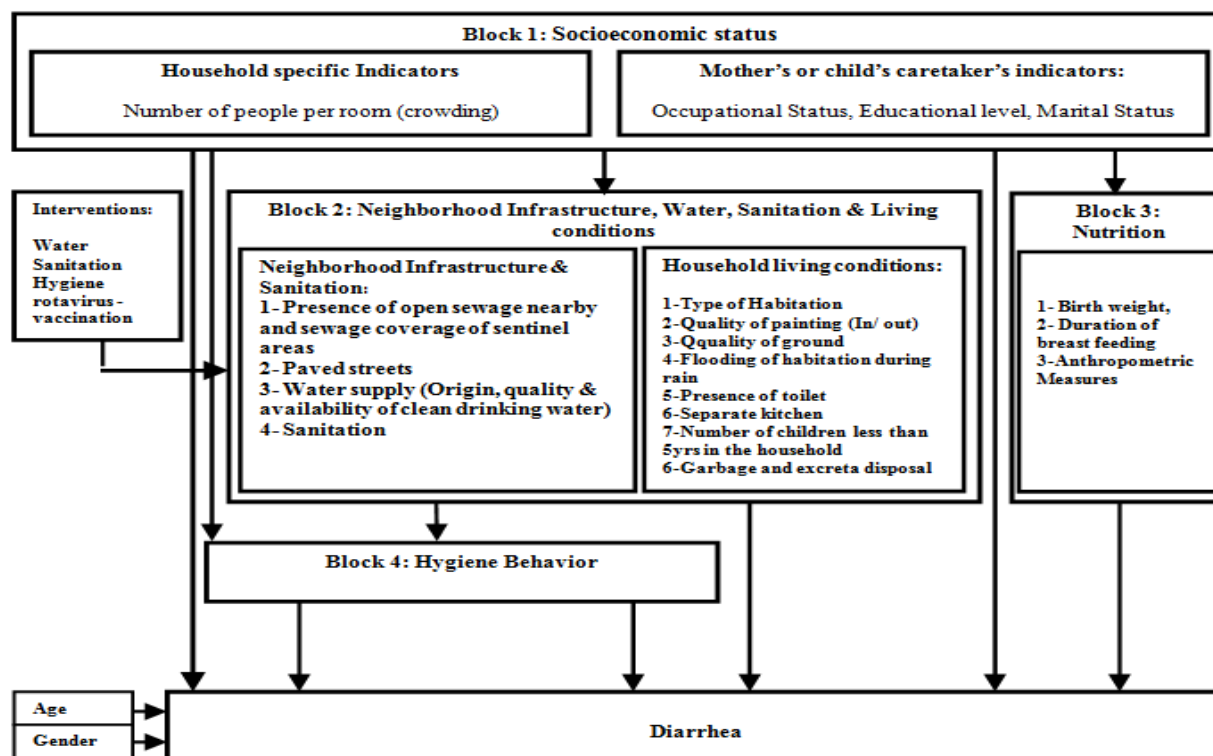 Block 1: Socioeconomic status
Household specific Indicators
Number of people per room (crowding)
Mother's or child's caretaker's indicators:
Occupational Status, Educational level, Marital Status
Interventions:
Water
Sanitation
Hygiene
rotavirus -
vaccination
Block 2: Neighborhood Infrastructure, Water, Sanitation & Living
conditions
Neighborhood Infrastructure &
Sanitation:
1- Presence of open sewage nearby
and sewage coverage of sentinel
areas
2- Paved streets
3- Water supply (Origin, quality &
availability of clean drinking water)
4- Sanitation
Household living conditions:
1-Type of Habitation
2-Quality of painting (In/ out)
3-Qquality of ground
4-Flooding of habitation during
rain
5-Presence of toilet
6-Separate kitchen
7-Number of children less than
5yrs in the household
6-Garbage and excreta disposal
Block 3:
Nutrition
1- Birth weight,
2- Duration of
breast feeding
3-Anthropometric
Measures
Block 4: Hygiene Behavior
Age
Gender
Diarrhea